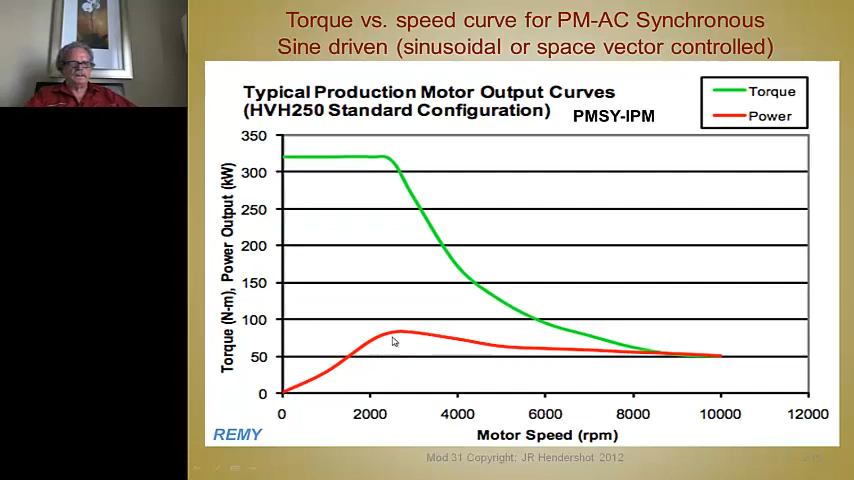 Torque vs. speed curve for PM-AC Synchronous
Sine driven (sinusoidal or space vector controlled)
Typical Production Motor Output Curves
(HVH250 Standard Configuration)
PMSY-IPM
Torque
Power
Torque (N-m), Power Output (kW)
350
300
250
200
150
100
50
0
0 2000 4000 6000 8000 10000 12000
Motor Speed (rpm)
REMY
Mod 31 Copyright: JR Hendershot 2012